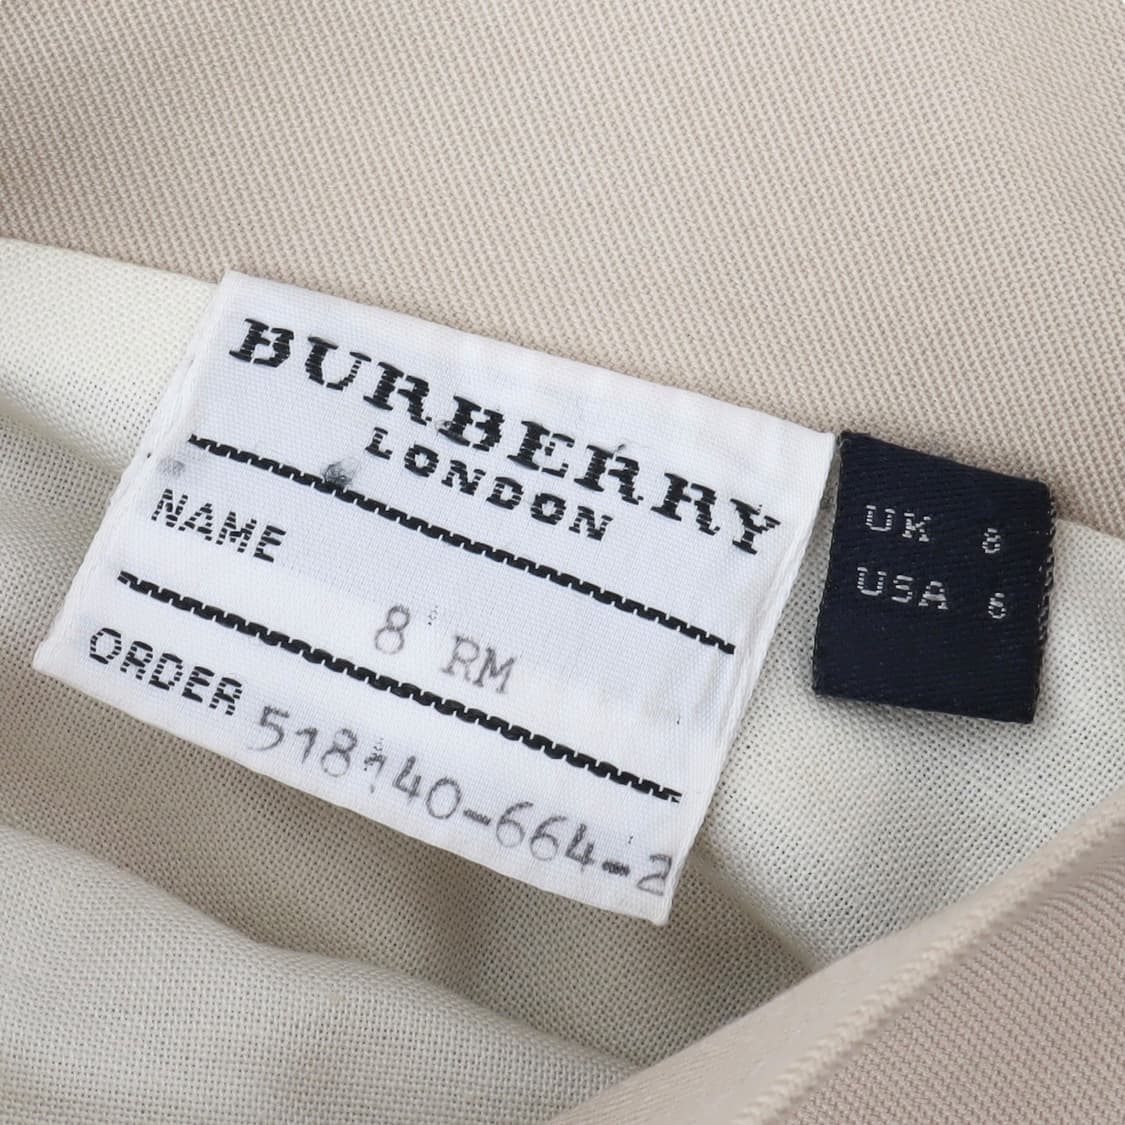 BURBERRY
LONDON
NAME
8 RM
ORDER
518140-664-2
UK 8
USA 6